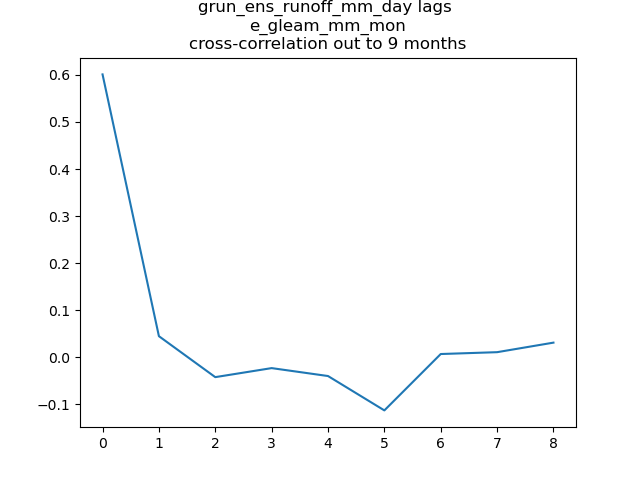 grun_ens_runoff_mm_day lags
e_gleam_mm_mon
cross-correlation out to 9 months
0.6
0.5
0.4
0.3
0.2
0.1
0.0
−0.1
0 1 2 3 4 5 6 7 8